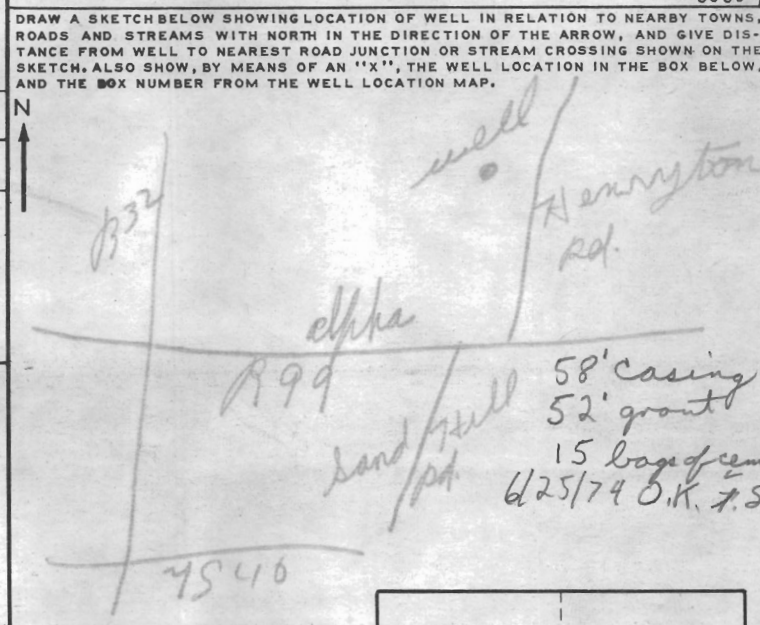 DRAW A SKETCH BELOW SHOWING LOCATION OF WELL IN RELATION TO NEARBY TOWNS,
ROADS AND STREAMS WITH NORTH IN THE DIRECTION OF THE ARROW, AND GIVE DIS-
TANCE FROM WELL TO NEAREST ROAD JUNCTION OR STREAM CROSSING SHOWN ON THE
SKETCH. ALSO SHOW, BY MEANS OF AN "X", THE WELL LOCATION IN THE BOX BELOW,
AND THE BOX NUMBER FROM THE WELL LOCATION MAP.
N
well
R32
Henryton
Rd.
alpha
R99
Sand Hill
Rd.
58' Casing
52' grout
15 bags of cem
6/25/74 O.K. F.S
US 40